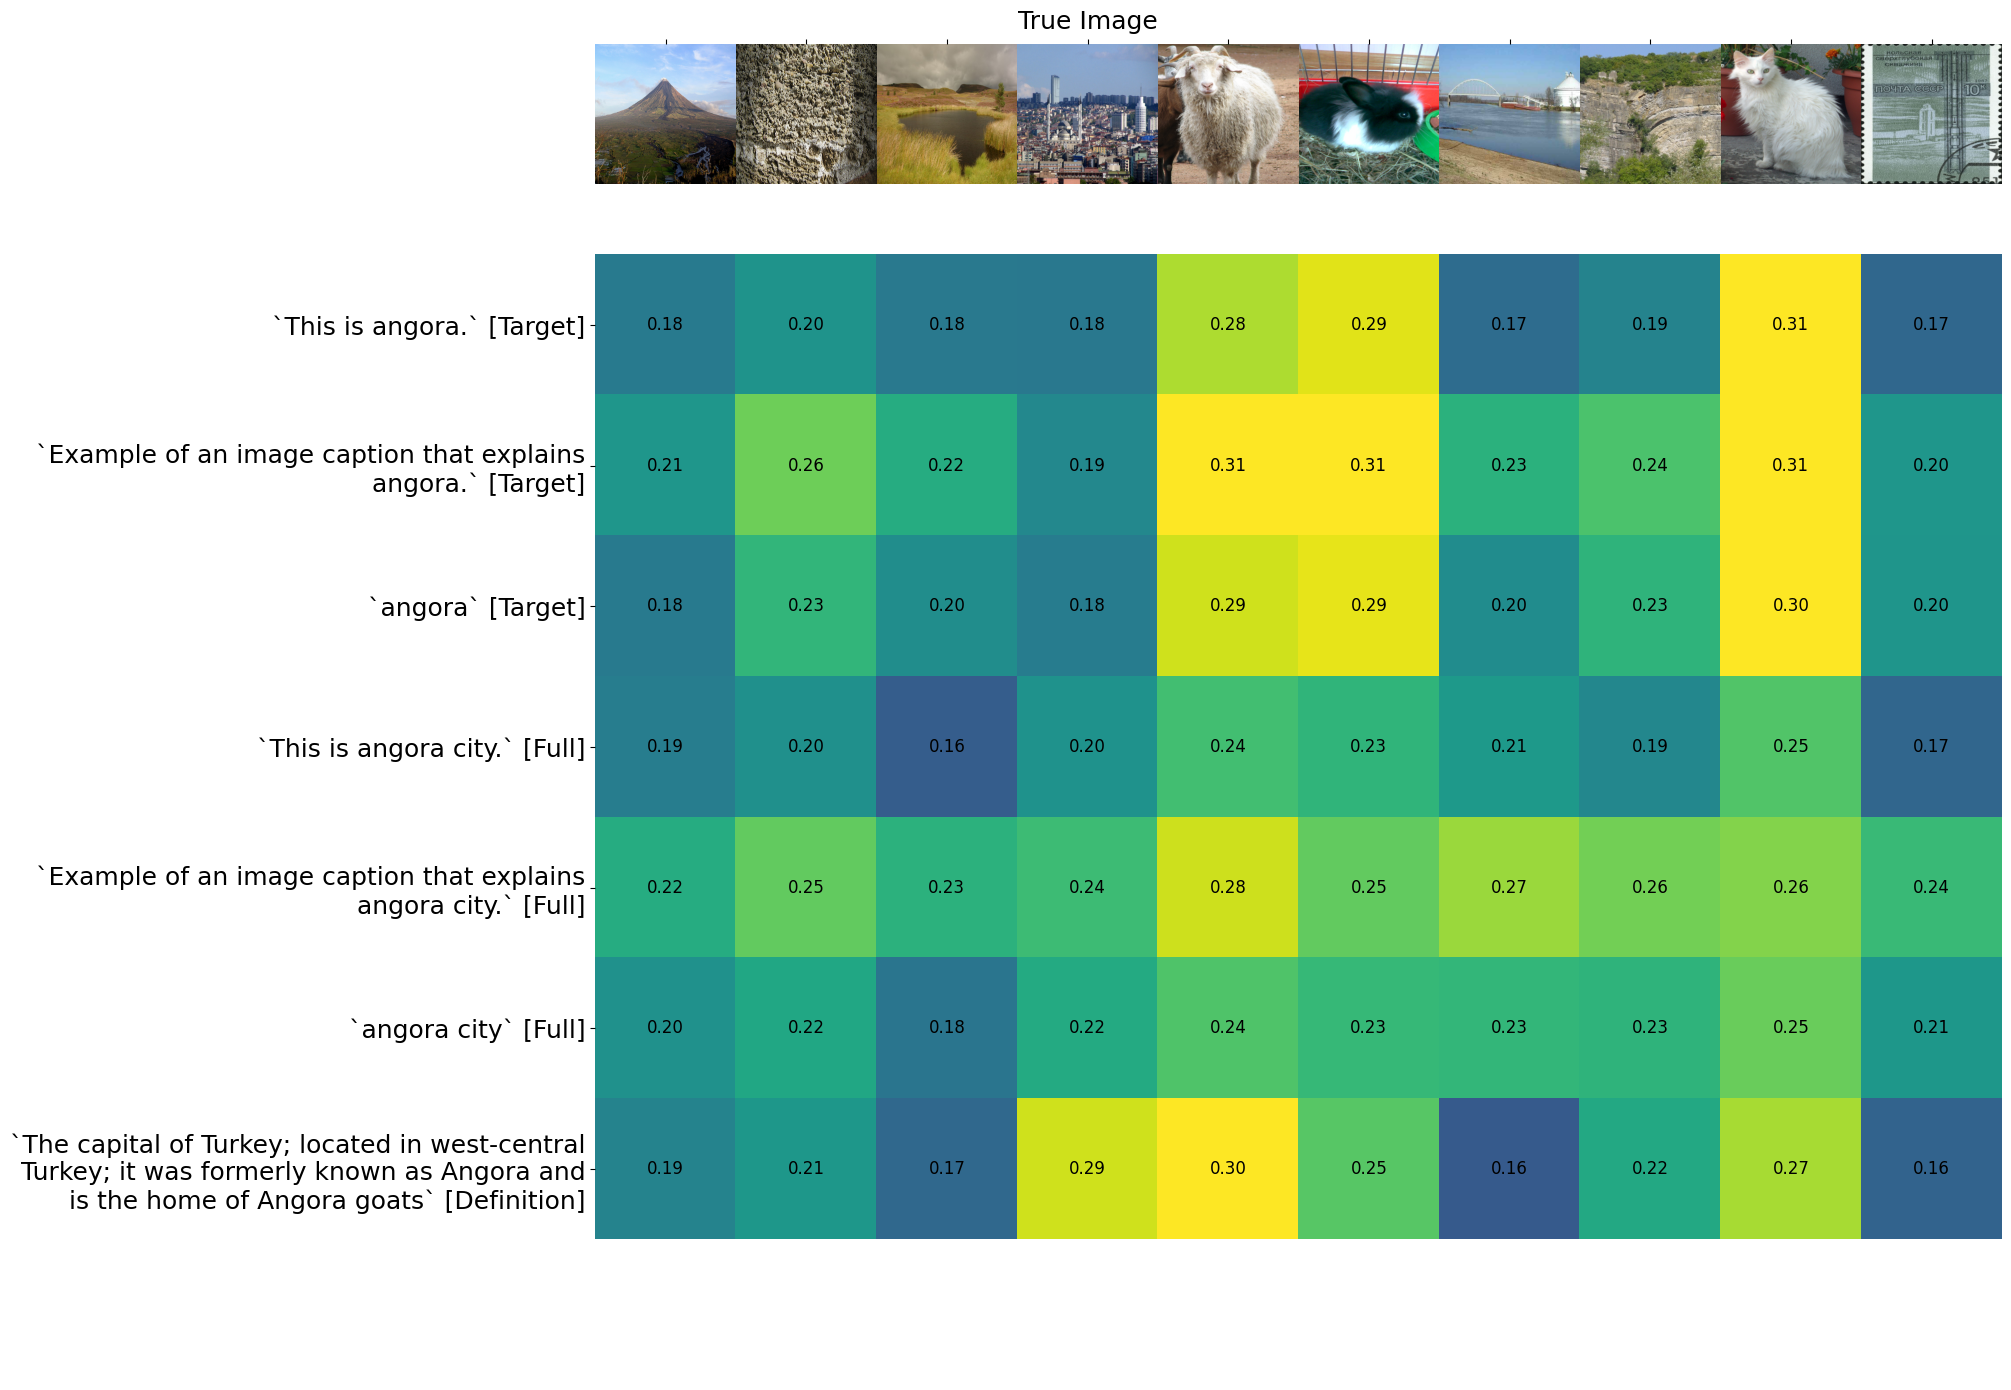 True Image
ПОЧТА СССР 10к
`This is angora.` [Target]
0.18 0.20 0.18 0.18 0.28 0.29 0.17 0.19 0.31 0.17
`Example of an image caption that explains
angora.` [Target]
0.21 0.26 0.22 0.19 0.31 0.31 0.23 0.24 0.31 0.20
`angora` [Target]
0.18 0.23 0.20 0.18 0.29 0.29 0.20 0.23 0.30 0.20
`This is angora city.` [Full]
0.19 0.20 0.16 0.20 0.24 0.23 0.21 0.19 0.25 0.17
`Example of an image caption that explains
angora city.` [Full]
0.22 0.25 0.23 0.24 0.28 0.25 0.27 0.26 0.26 0.24
`angora city` [Full]
0.20 0.22 0.18 0.22 0.24 0.23 0.23 0.23 0.25 0.21
`The capital of Turkey; located in west-central
Turkey; it was formerly known as Angora and
is the home of Angora goats` [Definition]
0.19 0.21 0.17 0.29 0.30 0.25 0.16 0.22 0.27 0.16